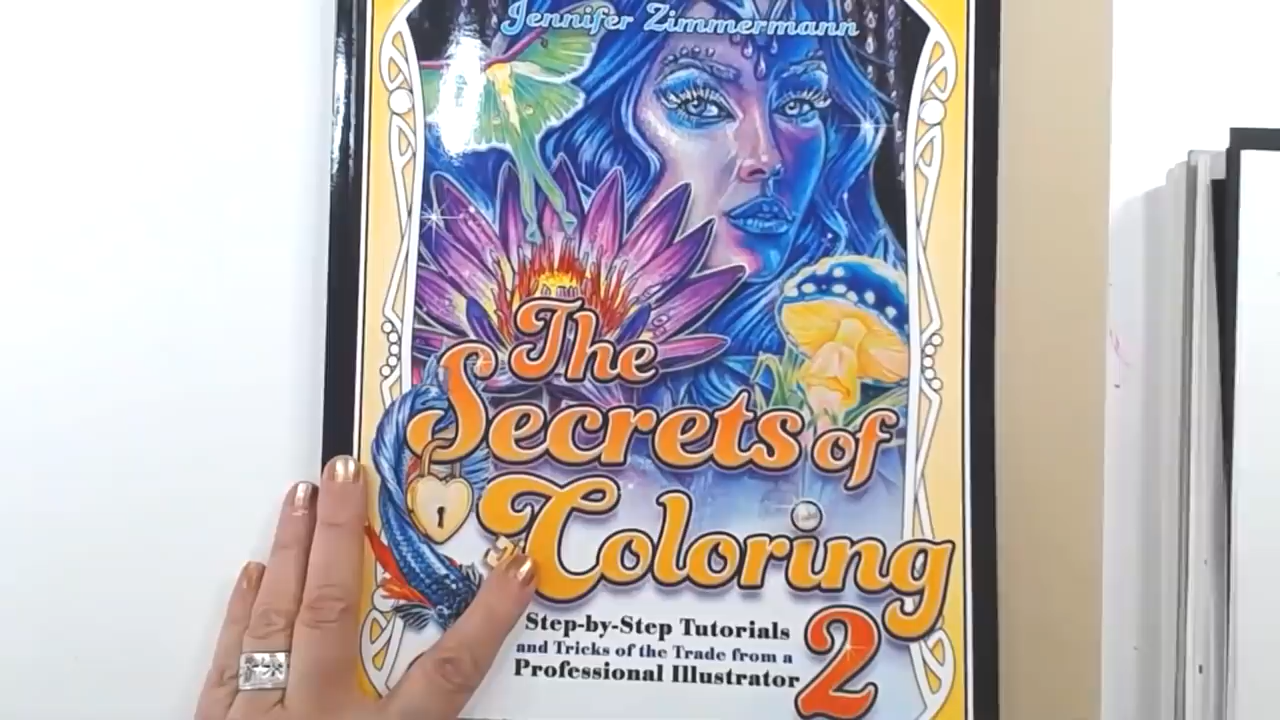 Jennifer Zimmermann
The
Secrets of
Coloring
2
Step-by-Step Tutorials
and Tricks of the Trade from a
Professional Illustrator